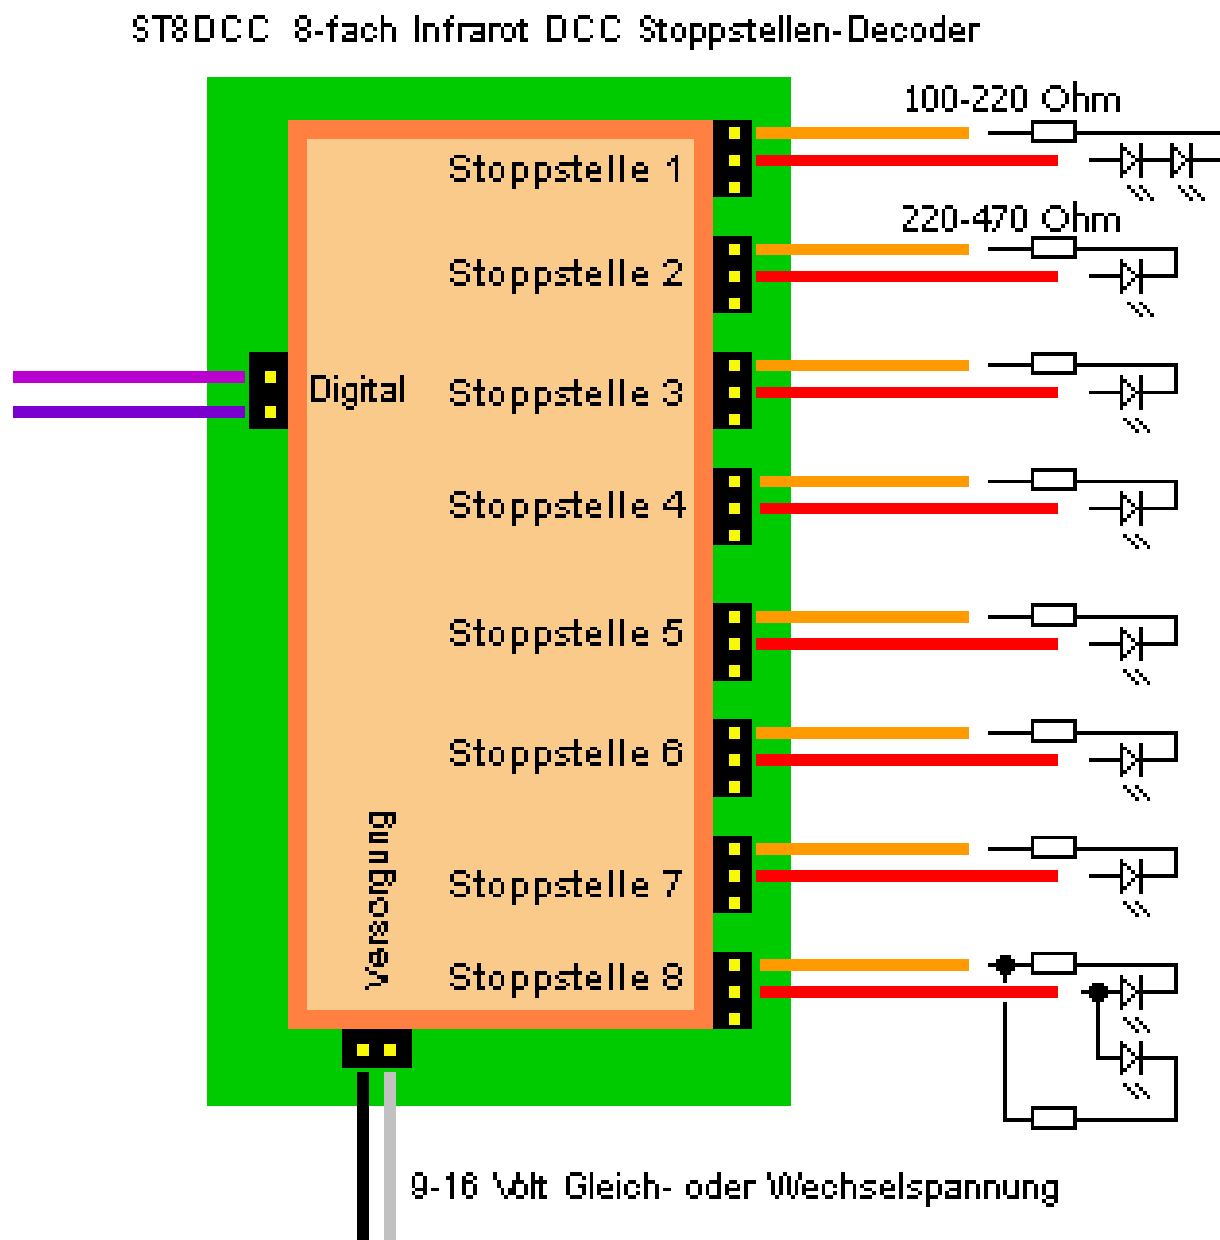 ST8DCC 8-fach Infrarot DCC Stoppstellen-Decoder
100-220 Ohm
Stoppstelle 1
220-470 Ohm
Stoppstelle 2
Digital
Stoppstelle 3
Stoppstelle 4
Stoppstelle 5
Stoppstelle 6
Versorgung
Stoppstelle 7
Stoppstelle 8
9-16 Volt Gleich- oder Wechselspannung